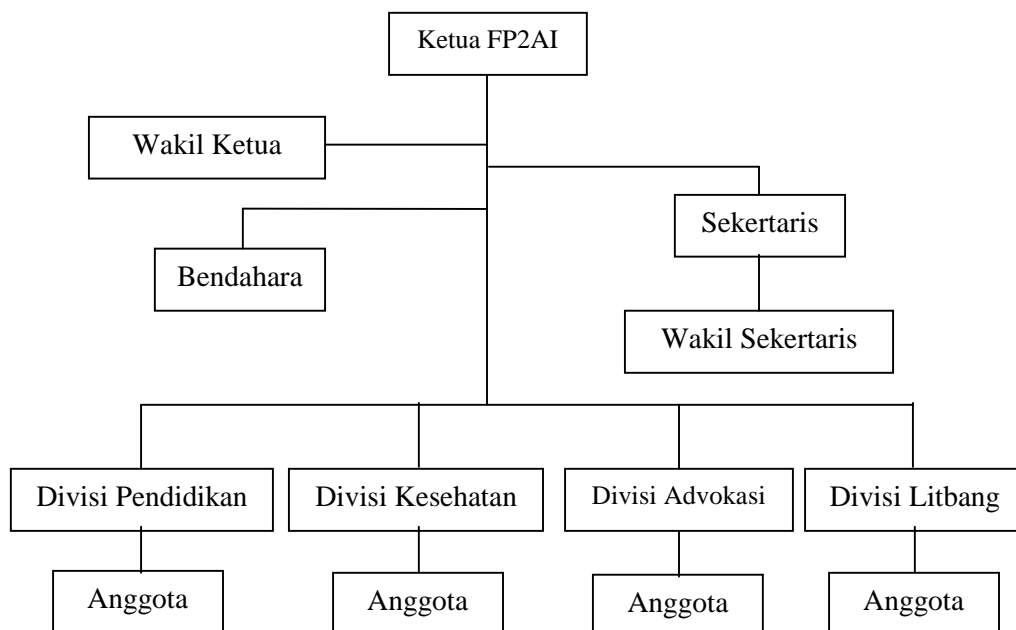 Ketua FP2AI
Wakil Ketua
Sekertaris
Bendahara
Wakil Sekertaris
Divisi Pendidikan
Divisi Kesehatan
Divisi Advokasi
Divisi Litbang
Anggota
Anggota
Anggota
Anggota